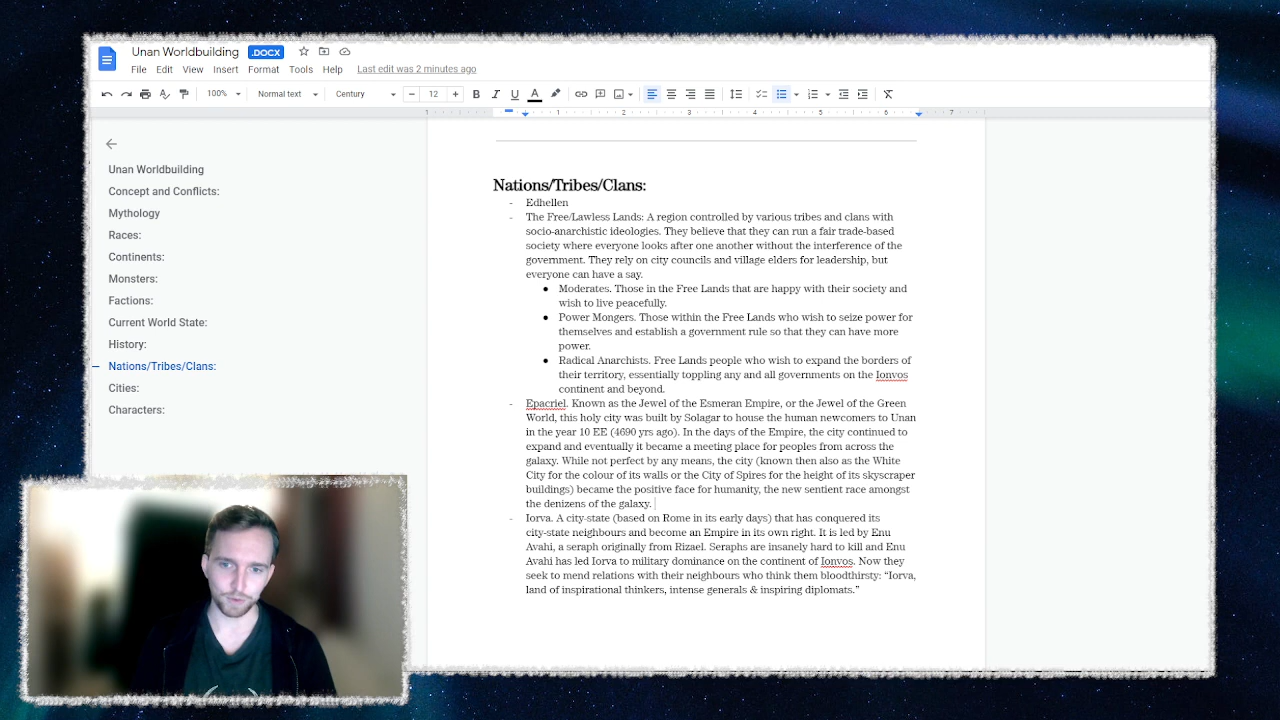 Unan Worldbuilding .DOCX
File Edit View Insert Format Tools Help Last edit was 2 minutes ago
100% Normal text Century 12 B I U A
1 1 2 3 4 5 6 7
Unan Worldbuilding
Concept and Conflicts:
Mythology
Races:
Continents:
Monsters:
Factions:
Current World State:
History:
Nations/Tribes/Clans:
Cities:
Characters:
Nations/Tribes/Clans:
- Edhellen
- The Free/Lawless Lands: A region controlled by various tribes and clans with
socio-anarchistic ideologies. They believe that they can run a fair trade-based
society where everyone looks after one another without the interference of the
government. They rely on city councils and village elders for leadership, but
everyone can have a say.
● Moderates. Those in the Free Lands that are happy with their society and
wish to live peacefully.
● Power Mongers. Those within the Free Lands who wish to seize power for
themselves and establish a government rule so that they can have more
power.
● Radical Anarchists. Free Lands people who wish to expand the borders of
their territory, essentially toppling any and all governments on the Ionvos
continent and beyond.
- Epacriel. Known as the Jewel of the Esmeran Empire, or the Jewel of the Green
World, this holy city was built by Solagar to house the human newcomers to Unan
in the year 10 EE (4690 yrs ago). In the days of the Empire, the city continued to
expand and eventually it became a meeting place for peoples from across the
galaxy. While not perfect by any means, the city (known then also as the White
City for the colour of its walls or the City of Spires for the height of its skyscraper
buildings) became the positive face for humanity, the new sentient race amongst
the denizens of the galaxy.
- Iorva. A city-state (based on Rome in its early days) that has conquered its
city-state neighbours and become an Empire in its own right. It is led by Enu
Avahi, a seraph originally from Rizael. Seraphs are insanely hard to kill and Enu
Avahi has led Iorva to military dominance on the continent of Ionvos. Now they
seek to mend relations with their neighbours who think them bloodthirsty: “Iorva,
land of inspirational thinkers, intense generals & inspiring diplomats.”